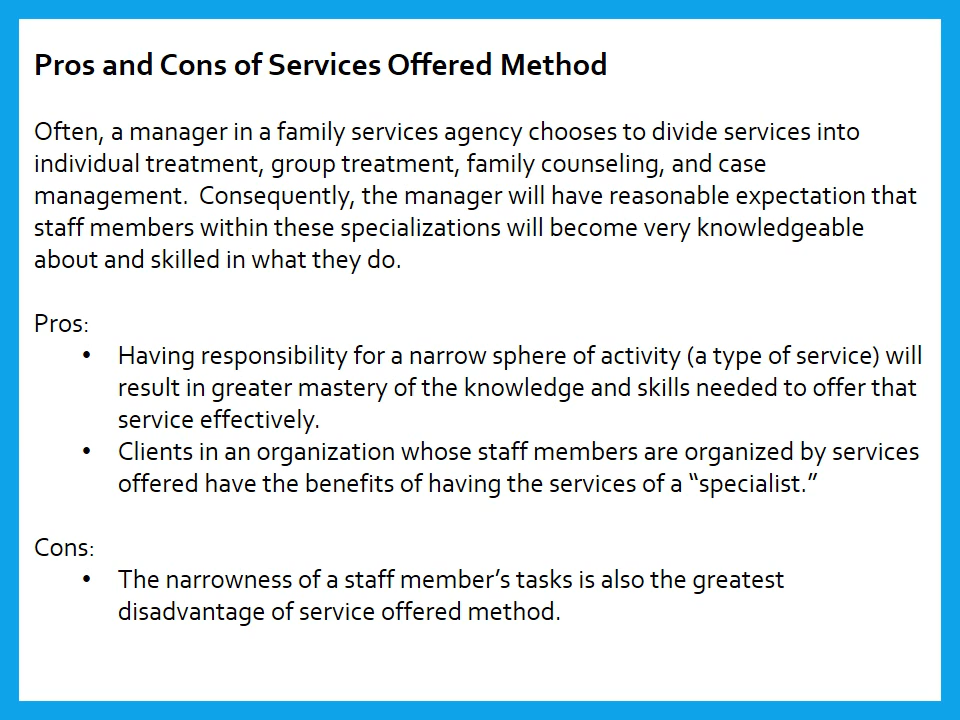 Pros and Cons of Services Offered Method
Often, a manager in a family services agency chooses to divide services into
individual treatment, group treatment, family counseling, and case
management.  Consequently, the manager will have reasonable expectation that
staff members within these specializations will become very knowledgeable
about and skilled in what they do.
Pros:
• Having responsibility for a narrow sphere of activity (a type of service) will
result in greater mastery of the knowledge and skills needed to offer that
service effectively.
• Clients in an organization whose staff members are organized by services
offered have the benefits of having the services of a “specialist.”
Cons:
• The narrowness of a staff member’s tasks is also the greatest
disadvantage of service offered method.